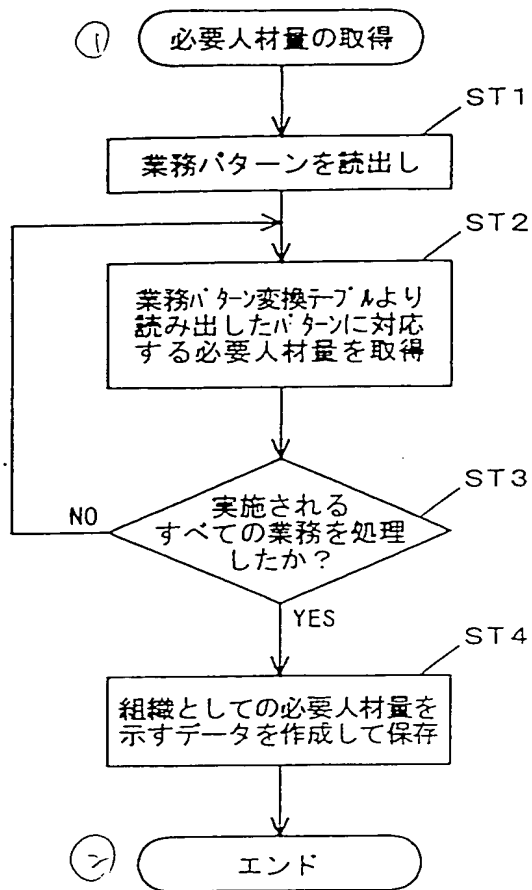 ① 必要人材量の取得
ST1
業務パターンを読出し
ST2
業務パターン変換テーブルより
読み出したパターンに対応
する必要人材量を取得
ST3
実施される
すべての業務を処理
したか？
NO
YES
ST4
組織としての必要人材量を
示すデータを作成して保存
② エンド